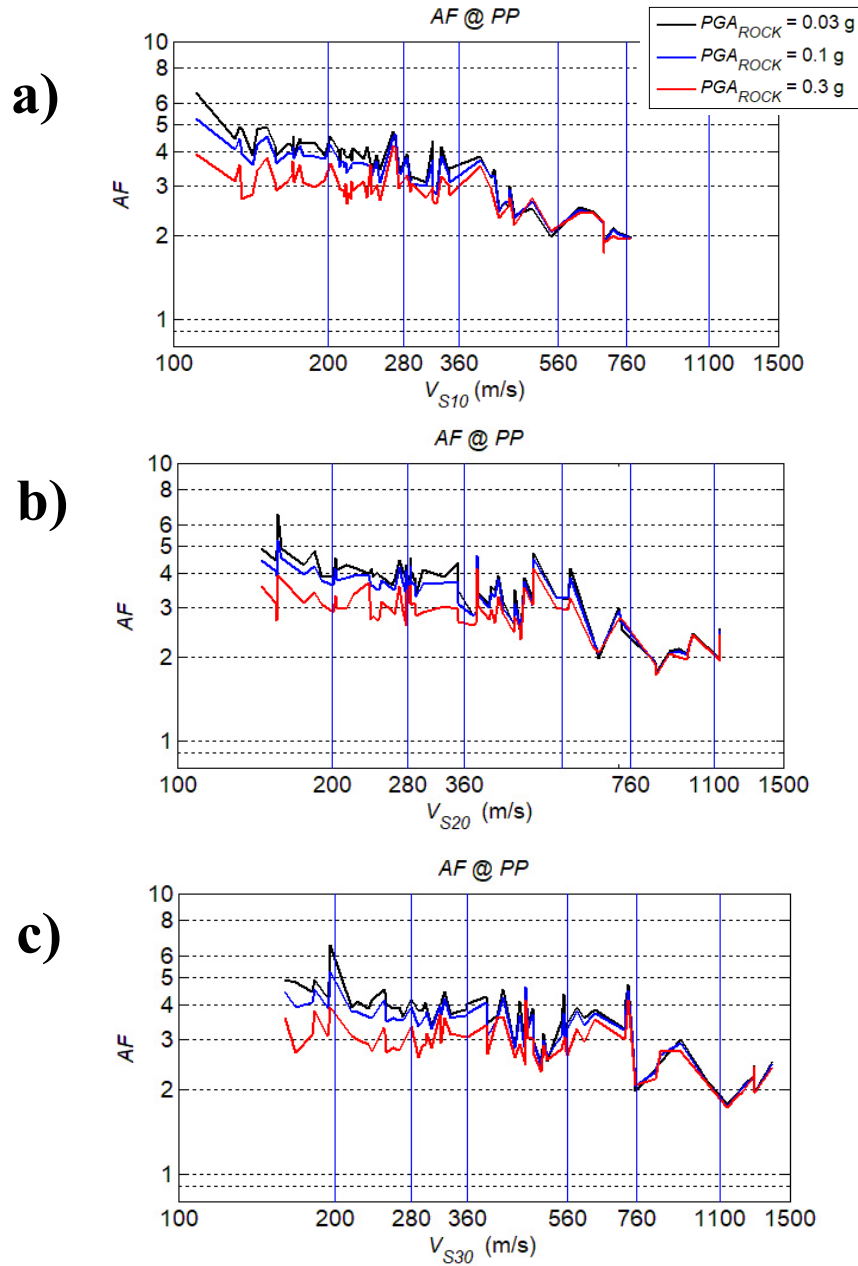 AF @ PP
PGA_ROCK = 0.03 g
PGA_ROCK = 0.1 g
PGA_ROCK = 0.3 g
a)
10
6
5
4
3
2
1
AF
100 200 280 360 560 760 1100 1500
V_S10 (m/s)
AF @ PP
b)
10
6
5
4
3
2
1
AF
100 200 280 360 760 1100 1500
V_S20 (m/s)
AF @ PP
c)
10
6
5
4
3
2
1
AF
100 200 280 360 560 760 1100 1500
V_S30 (m/s)